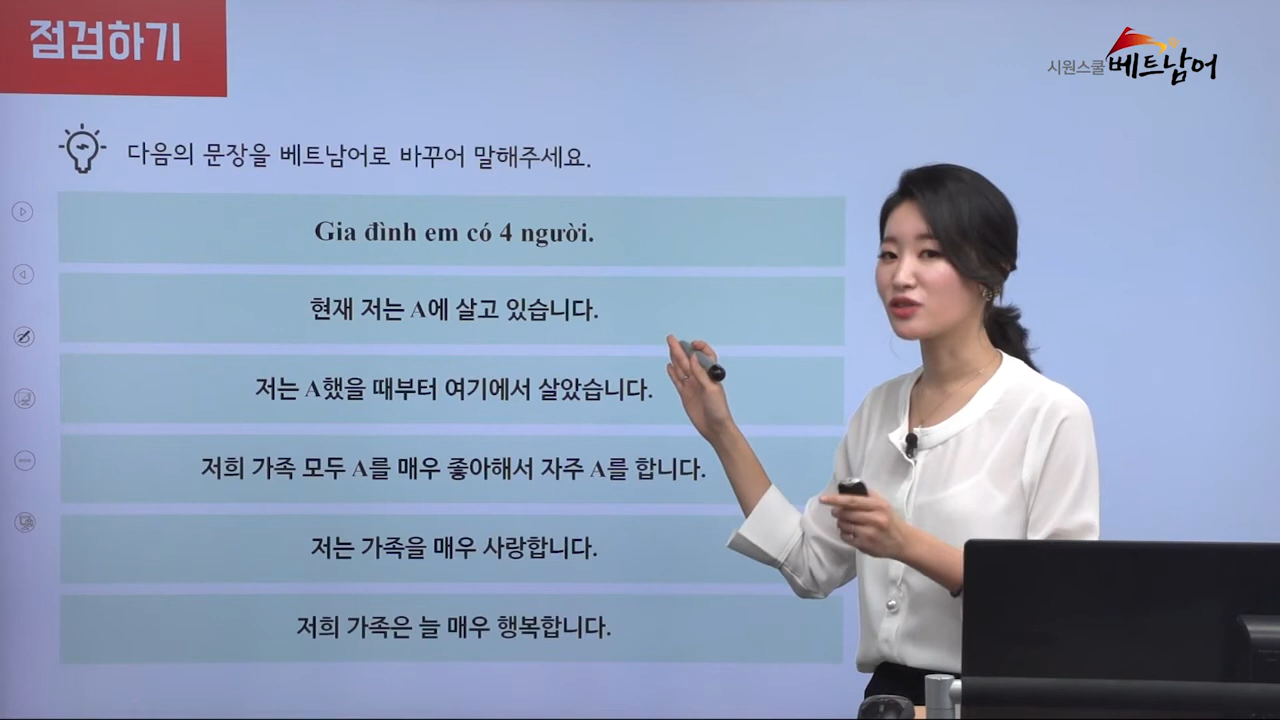 점검하기
시원스쿨 베트남어
다음의 문장을 베트남어로 바꾸어 말해주세요.
Gia đình em có 4 người.
현재 저는 A에 살고 있습니다.
저는 A했을 때부터 여기에서 살았습니다.
저희 가족 모두 A를 매우 좋아해서 자주 A를 합니다.
저는 가족을 매우 사랑합니다.
저희 가족은 늘 매우 행복합니다.